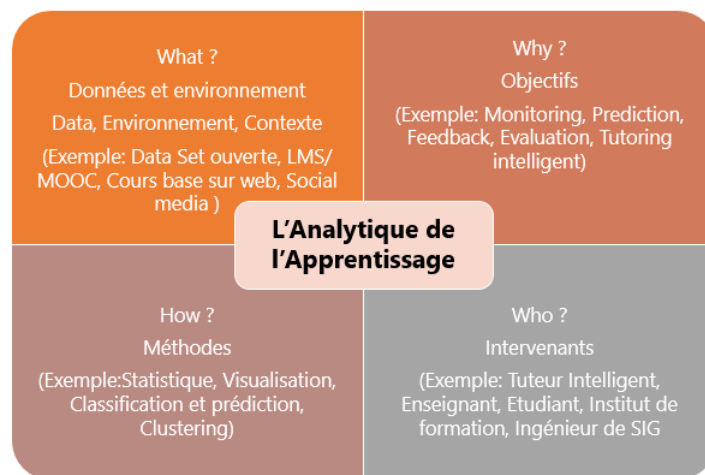 What ?
Données et environnement
Data, Environnement, Contexte
(Exemple: Data Set ouverte, LMS/
MOOC, Cours base sur web, Social
media )
Why ?
Objectifs
(Exemple: Monitoring, Prediction,
Feedback, Evaluation, Tutoring
intelligent)
L'Analytique de
l'Apprentissage
How ?
Méthodes
(Exemple:Statistique, Visualisation,
Classification et prédiction,
Clustering)
Who ?
Intervenants
(Exemple: Tuteur Intelligent,
Enseignant, Etudiant, Institut de
formation, Ingénieur de SIG